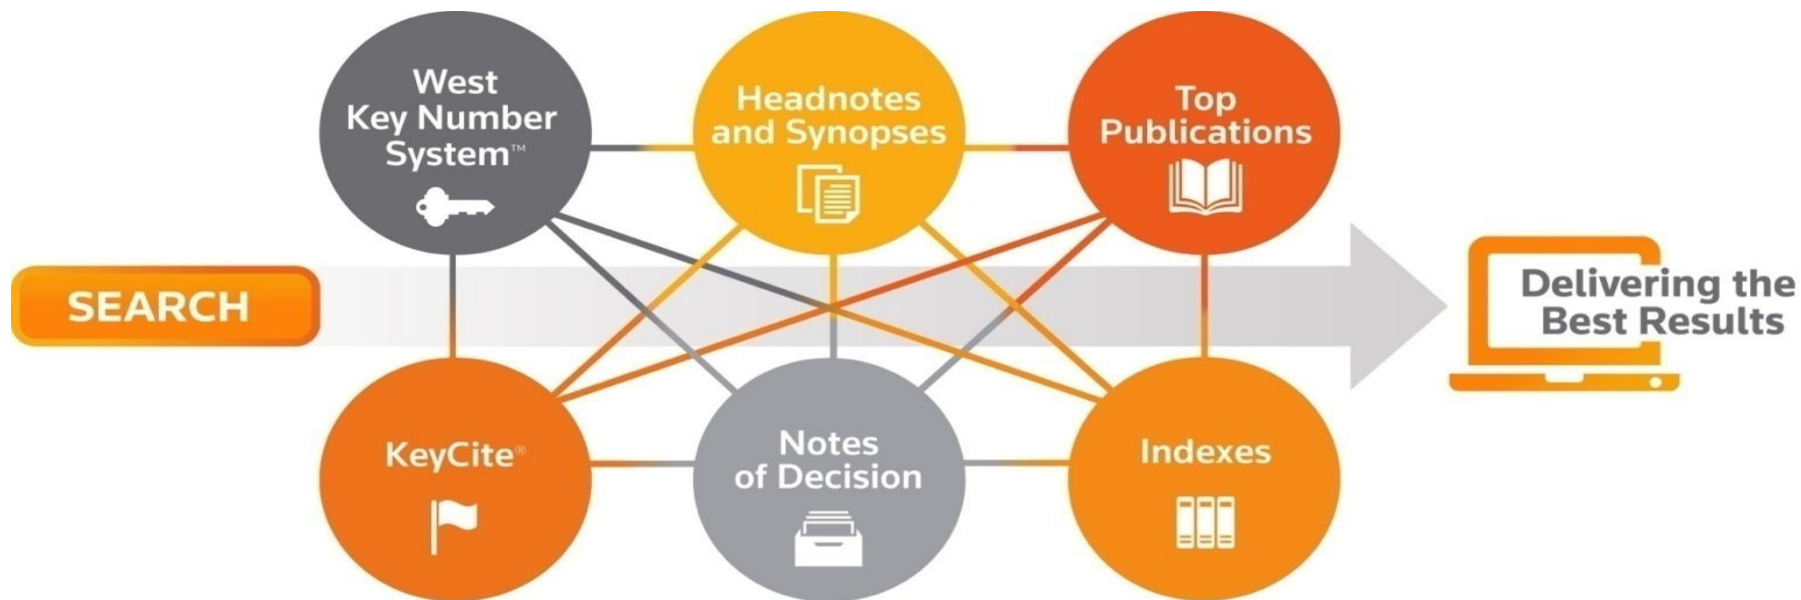 West
Key Number
System™
Headnotes
and Synopses
Top
Publications
SEARCH
Delivering the
Best Results
KeyCite®
Notes
of Decision
Indexes